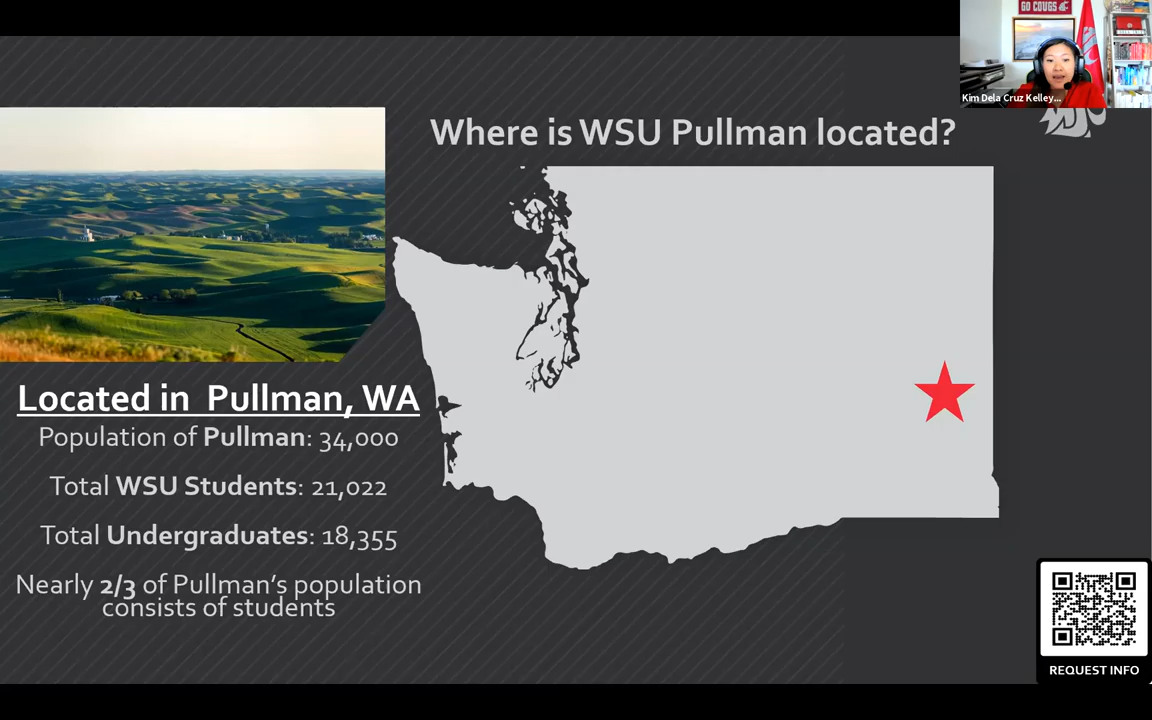 GO COUGS
Kim Dela Cruz Kelley...
Where is WSU Pullman located?
Located in Pullman, WA
Population of Pullman: 34,000
Total WSU Students: 21,022
Total Undergraduates: 18,355
Nearly 2/3 of Pullman's population
consists of students
REQUEST INFO